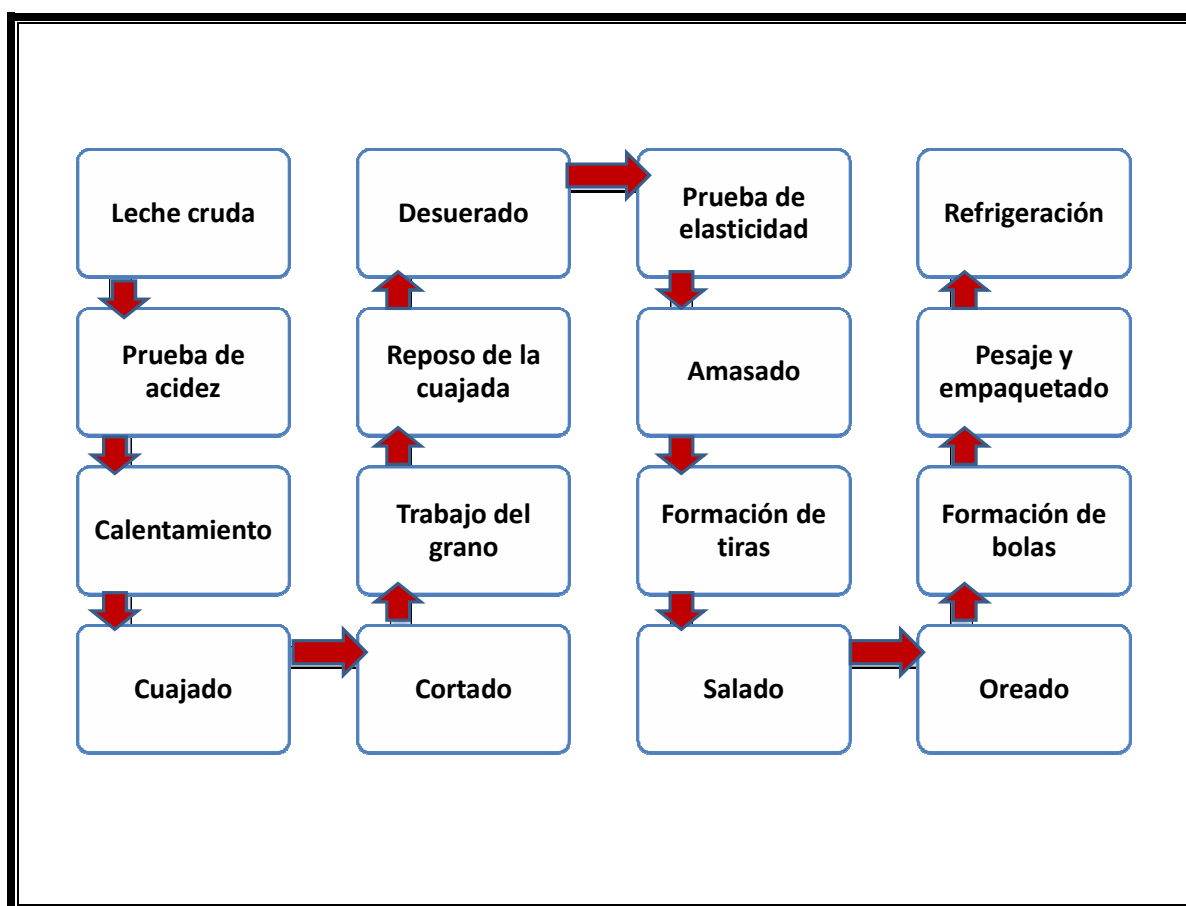 Leche cruda
Prueba de
acidez
Calentamiento
Cuajado
Cortado
Trabajo del
grano
Reposo de la
cuajada
Desuerado
Prueba de
elasticidad
Amasado
Formación de
tiras
Salado
Oreado
Formación de
bolas
Pesaje y
empaquetado
Refrigeración